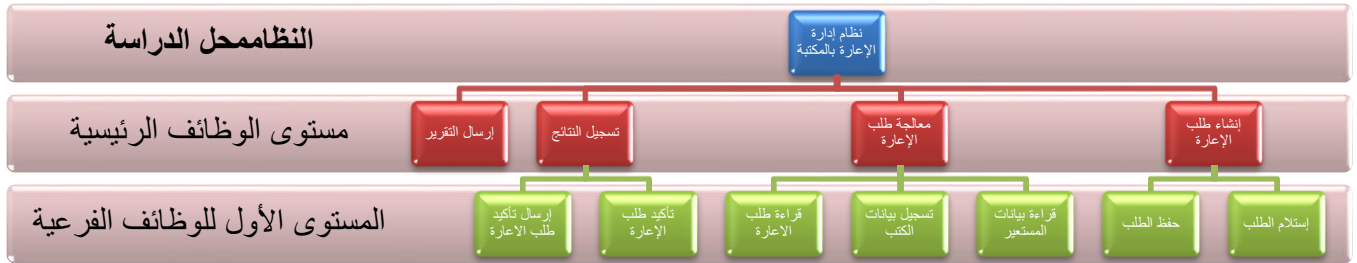 النظاممحل الدراسة
نظام إدارة
الإعارة بالمكتبة
مستوى الوظائف الرئيسية
إنشاء طلب
الإعارة
معالجة طلب
الإعارة
تسجيل النتائج
إرسال التقرير
المستوى الأول للوظائف الفرعية
إستلام الطلب
حفظ الطلب
قراءة بيانات
المستعير
تسجيل بيانات
الكتب
قراءة طلب
الاعارة
تأكيد طلب
الإعارة
إرسال تأكيد
طلب الاعارة